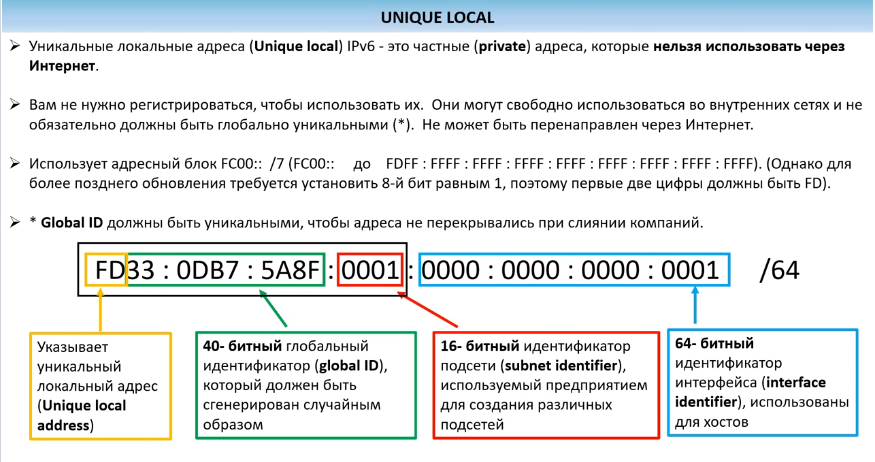 UNIQUE LOCAL
➢ Уникальные локальные адреса (Unique local) IPv6 - это частные (private) адреса, которые нельзя использовать через
Интернет.
➢ Вам не нужно регистрироваться, чтобы использовать их. Они могут свободно использоваться во внутренних сетях и не
обязательно должны быть глобально уникальными (*). Не может быть перенаправлен через Интернет.
➢ Использует адресный блок FC00:: /7 (FC00:: до FDFF : FFFF : FFFF : FFFF : FFFF : FFFF : FFFF : FFFF : FFFF). (Однако для
более позднего обновления требуется установить 8-й бит равным 1, поэтому первые две цифры должны быть FD).
➢ * Global ID должны быть уникальными, чтобы адреса не перекрывались при слиянии компаний.
FD33 : 0DB7 : 5A8F : 0001 : 0000 : 0000 : 0000 : 0001 /64
Указывает
уникальный
локальный адрес
(Unique local
address)
40- битный глобальный
идентификатор (global ID),
который должен быть
сгенерирован случайным
образом
16- битный идентификатор
подсети (subnet identifier),
используемый предприятием
для создания различных
подсетей
64- битный
идентификатор
интерфейса (interface
identifier), использованы
для хостов